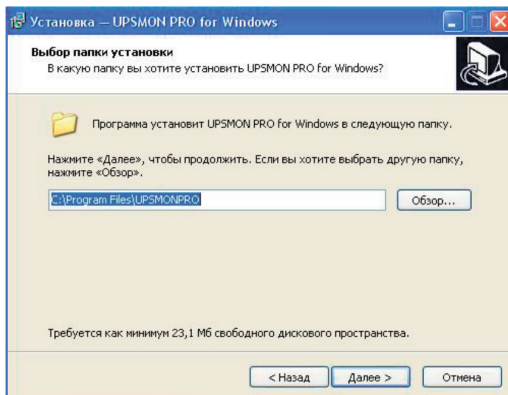 Установка — UPSMON PRO for Windows
Выбор папки установки
В какую папку вы хотите установить UPSMON PRO for Windows?
Программа установит UPSMON PRO for Windows в следующую папку.
Нажмите «Далее», чтобы продолжить. Если вы хотите выбрать другую папку,
нажмите «Обзор».
C:\Program Files\UPSMONPRO
Обзор...
Требуется как минимум 23,1 Мб свободного дискового пространства.
< Назад
Далее >
Отмена